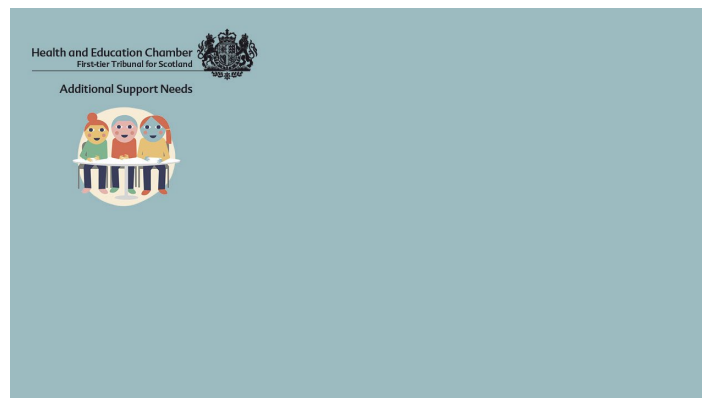 Health and Education Chamber
First-tier Tribunal for Scotland
Additional Support Needs